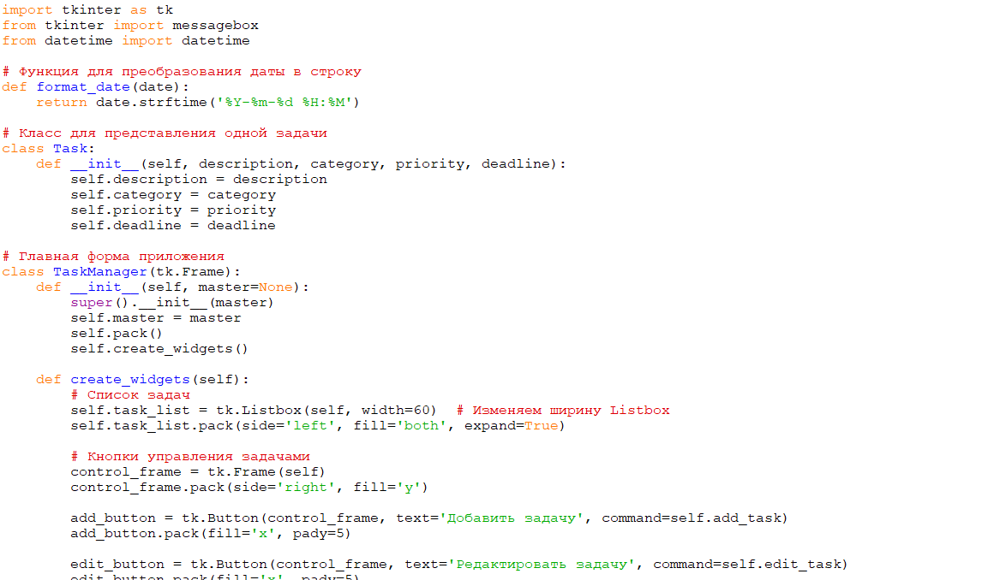 import tkinter as tk
from tkinter import messagebox
from datetime import datetime

# Функция для преобразования даты в строку
def format_date(date):
    return date.strftime('%Y-%m-%d %H:%M')

# Класс для представления одной задачи
class Task:
    def __init__(self, description, category, priority, deadline):
        self.description = description
        self.category = category
        self.priority = priority
        self.deadline = deadline

# Главная форма приложения
class TaskManager(tk.Frame):
    def __init__(self, master=None):
        super().__init__(master)
        self.master = master
        self.pack()
        self.create_widgets()

    def create_widgets(self):
        # Список задач
        self.task_list = tk.Listbox(self, width=60)  # Изменяем ширину Listbox
        self.task_list.pack(side='left', fill='both', expand=True)

        # Кнопки управления задачами
        control_frame = tk.Frame(self)
        control_frame.pack(side='right', fill='y')

        add_button = tk.Button(control_frame, text='Добавить задачу', command=self.add_task)
        add_button.pack(fill='x', pady=5)

        edit_button = tk.Button(control_frame, text='Редактировать задачу', command=self.edit_task)
        edit_button.pack(fill='x', pady=5)